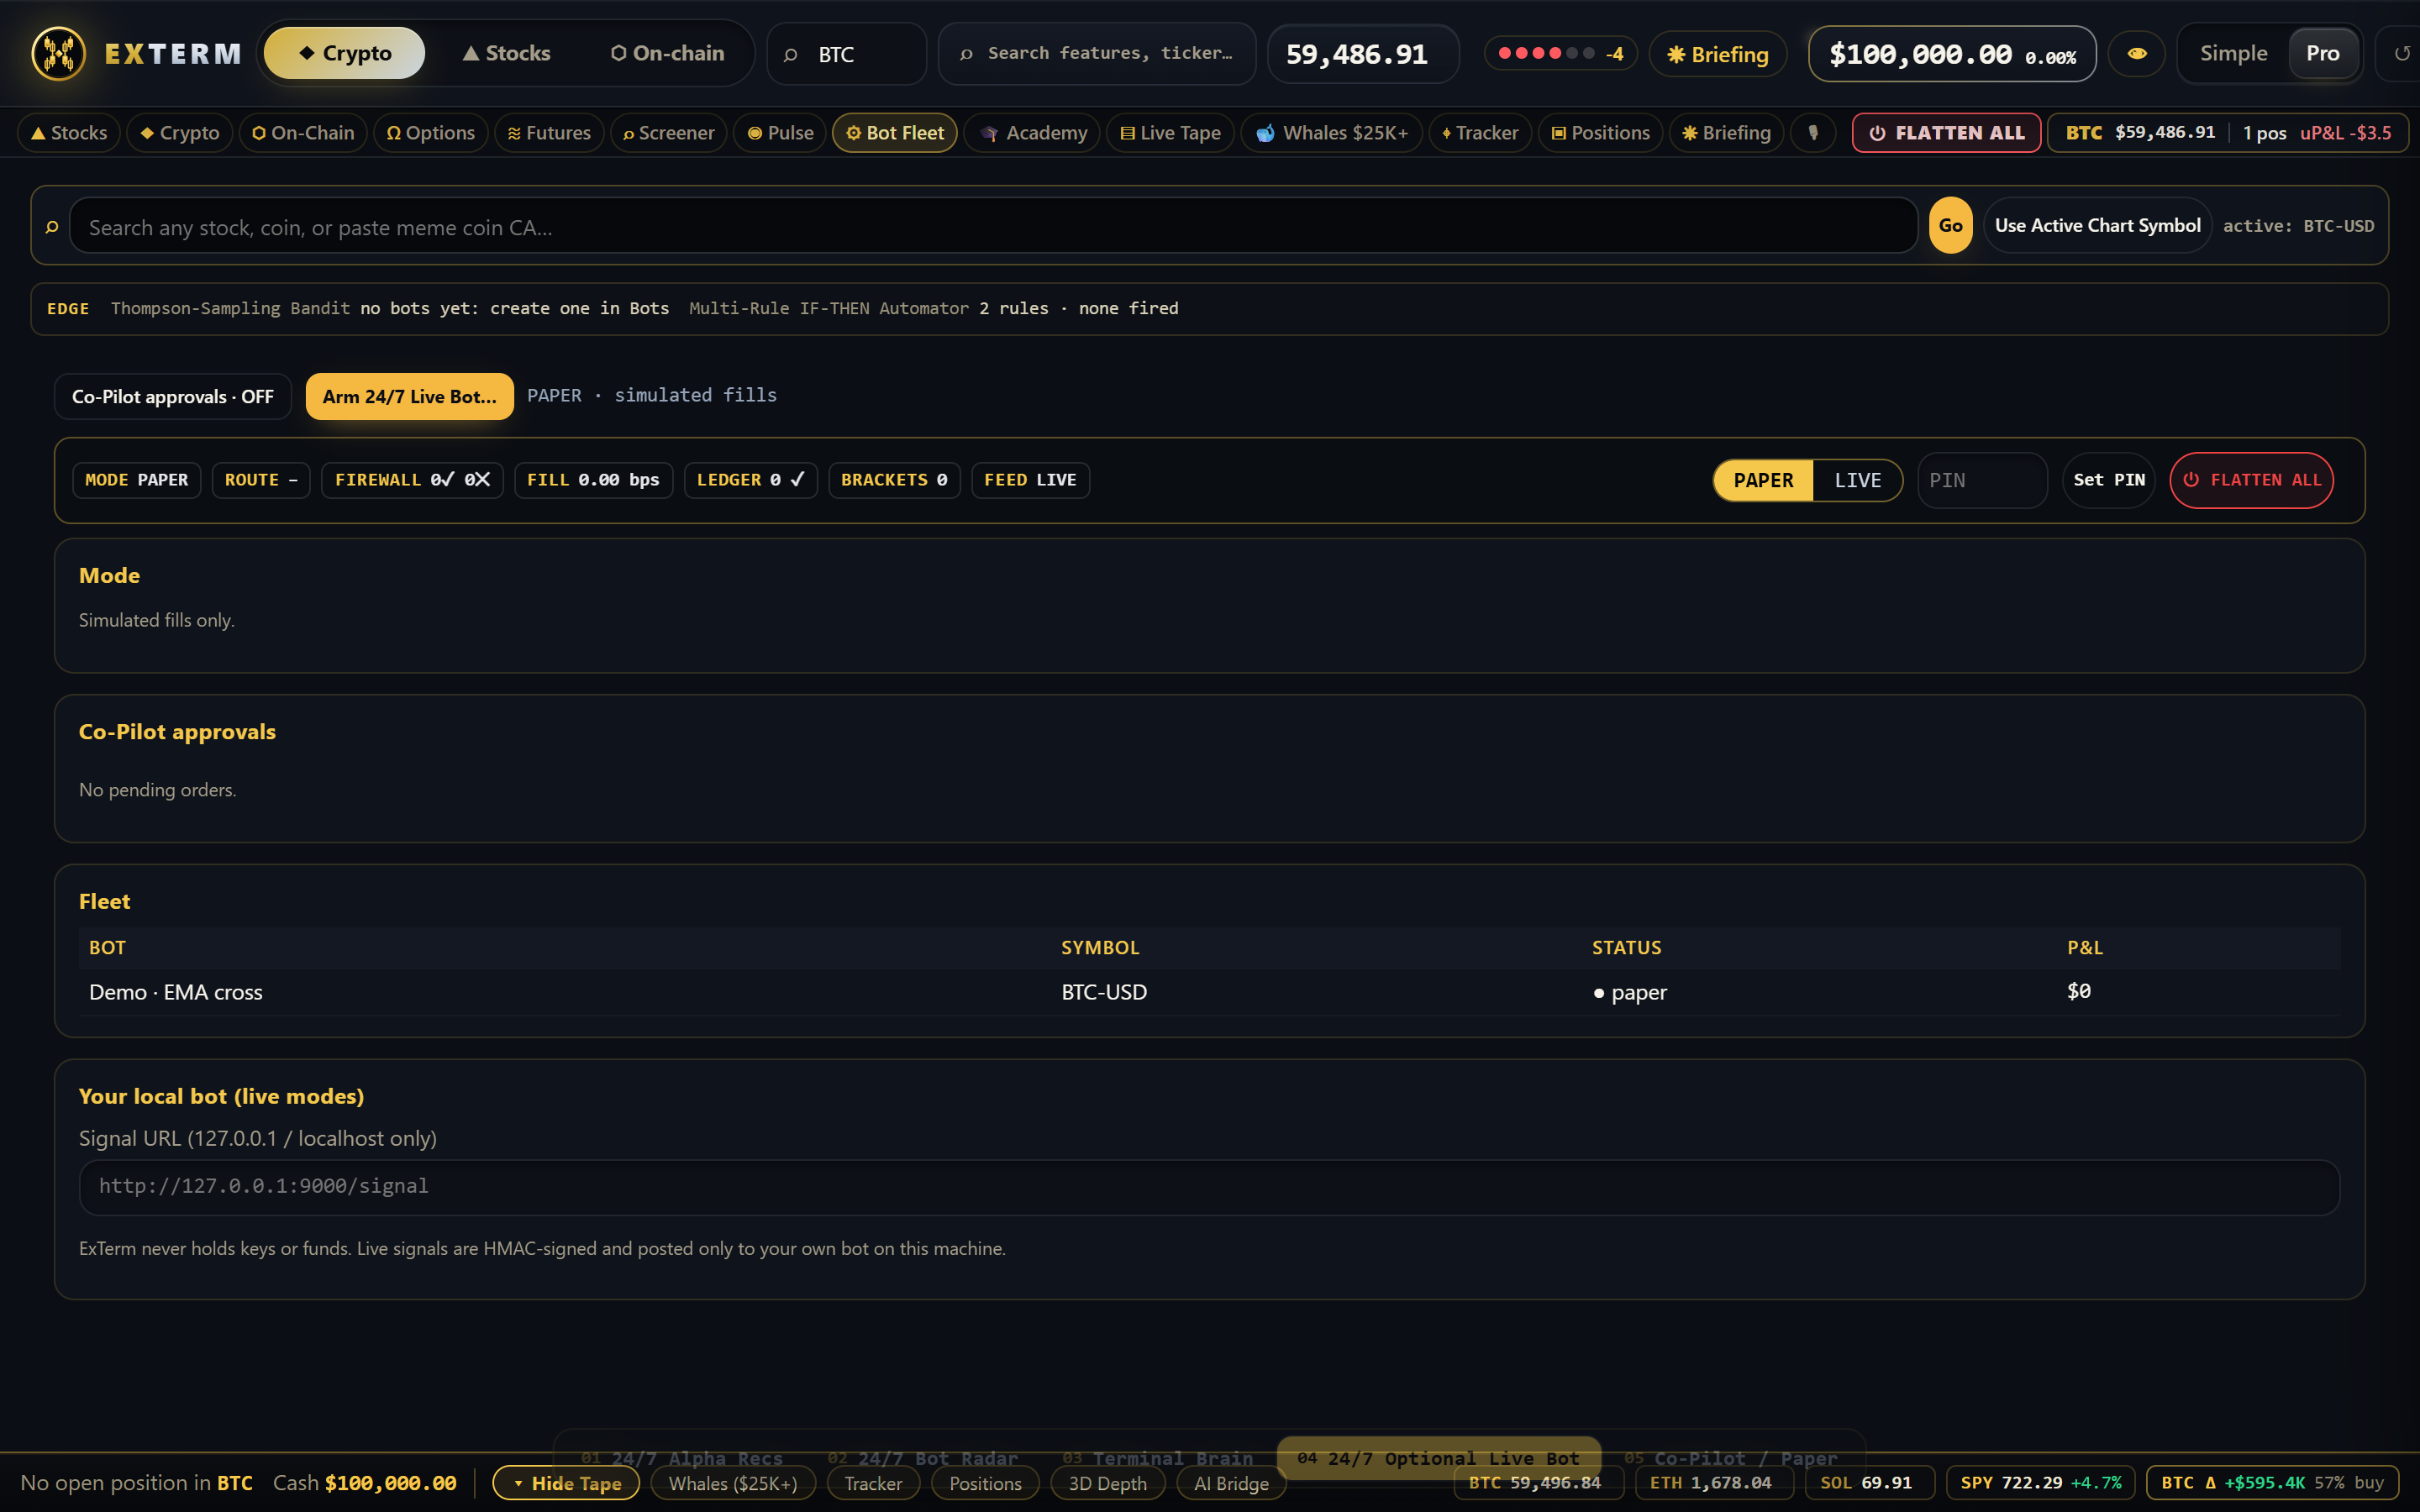 EXTERM
Crypto Stocks On-chain BTC Search features, ticker… 59,486.91 -4 Briefing $100,000.00 0.00% Simple Pro
Stocks Crypto On-Chain Options Futures Screener Pulse Bot Fleet Academy Live Tape Whales $25K+ Tracker Positions Briefing FLATTEN ALL BTC $59,486.91 1 pos uP&L -$3.5
Search any stock, coin, or paste meme coin CA... Go Use Active Chart Symbol active: BTC-USD
EDGE Thompson-Sampling Bandit no bots yet: create one in Bots Multi-Rule IF-THEN Automator 2 rules · none fired
Co-Pilot approvals · OFF Arm 24/7 Live Bot... PAPER · simulated fills
MODE PAPER ROUTE – FIREWALL 0✓ 0✕ FILL 0.00 bps LEDGER 0 ✓ BRACKETS 0 FEED LIVE PAPER LIVE PIN Set PIN FLATTEN ALL
Mode
Simulated fills only.
Co-Pilot approvals
No pending orders.
Fleet
BOT SYMBOL STATUS P&L
Demo · EMA cross BTC-USD ● paper $0
Your local bot (live modes)
Signal URL (127.0.0.1 / localhost only)
http://127.0.0.1:9000/signal
ExTerm never holds keys or funds. Live signals are HMAC-signed and posted only to your own bot on this machine.
01 24/7 Alpha Recs 02 24/7 Bot Radar 03 Terminal Brain 04 24/7 Optional Live Bot 05 Co-Pilot / Paper
No open position in BTC Cash $100,000.00 Hide Tape Whales ($25K+) Tracker Positions 3D Depth AI Bridge BTC 59,496.84 ETH 1,678.04 SOL 69.91 SPY 722.29 +4.7% BTC Δ +$595.4K 57% buy